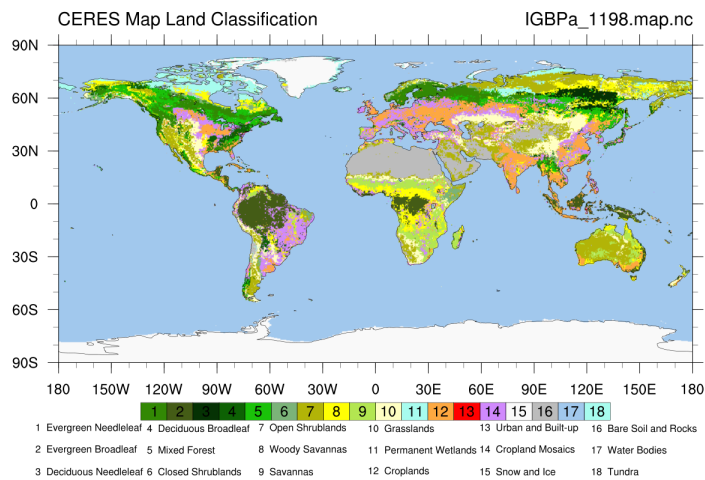 CERES Map Land Classification IGBPa_1198.map.nc
90N
60N
30N
0
30S
60S
90S
180 150W 120W 90W 60W 30W 0 30E 60E 90E 120E 150E 180
1 2 3 4 5 6 7 8 9 10 11 12 13 14 15 16 17 18
1 Evergreen Needleleaf 4 Deciduous Broadleaf 7 Open Shrublands 10 Grasslands 13 Urban and Built-up 16 Bare Soil and Rocks
2 Evergreen Broadleaf 5 Mixed Forest 8 Woody Savannas 11 Permanent Wetlands 14 Cropland Mosaics 17 Water Bodies
3 Deciduous Needleleaf 6 Closed Shrublands 9 Savannas 12 Croplands 15 Snow and Ice 18 Tundra